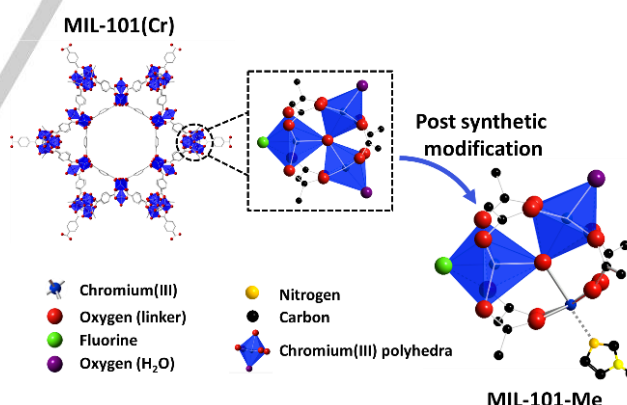 MIL-101(Cr)
Post synthetic
modification
Chromium(III)
Oxygen (linker)
Fluorine
Oxygen (H₂O)
Nitrogen
Carbon
Chromium(III) polyhedra
MIL-101-Me